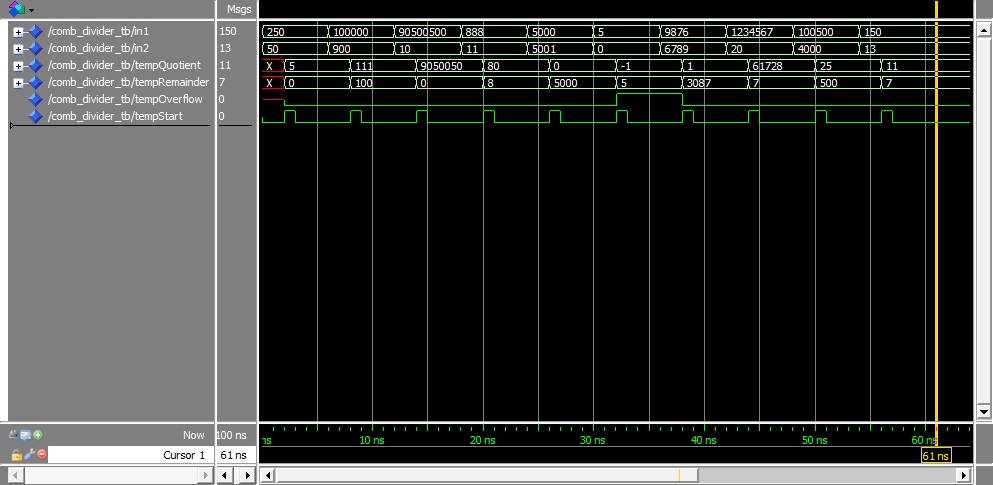 Msgs
/comb_divider_tb/in1 150 250 100000 90500500 888 5000 5 9876 1234567 100500 150
/comb_divider_tb/in2 13 50 900 10 11 5001 0 6789 20 4000 13
/comb_divider_tb/tempQuotient 11 X 5 111 9050050 80 0 -1 1 61728 25 11
/comb_divider_tb/tempRemainder 7 X 0 100 0 8 5000 5 3087 7 500 7
/comb_divider_tb/tempOverflow 0
/comb_divider_tb/tempStart 0
Now 100 ns ns 10 ns 20 ns 30 ns 40 ns 50 ns 60 ns
Cursor 1 61 ns 61 ns